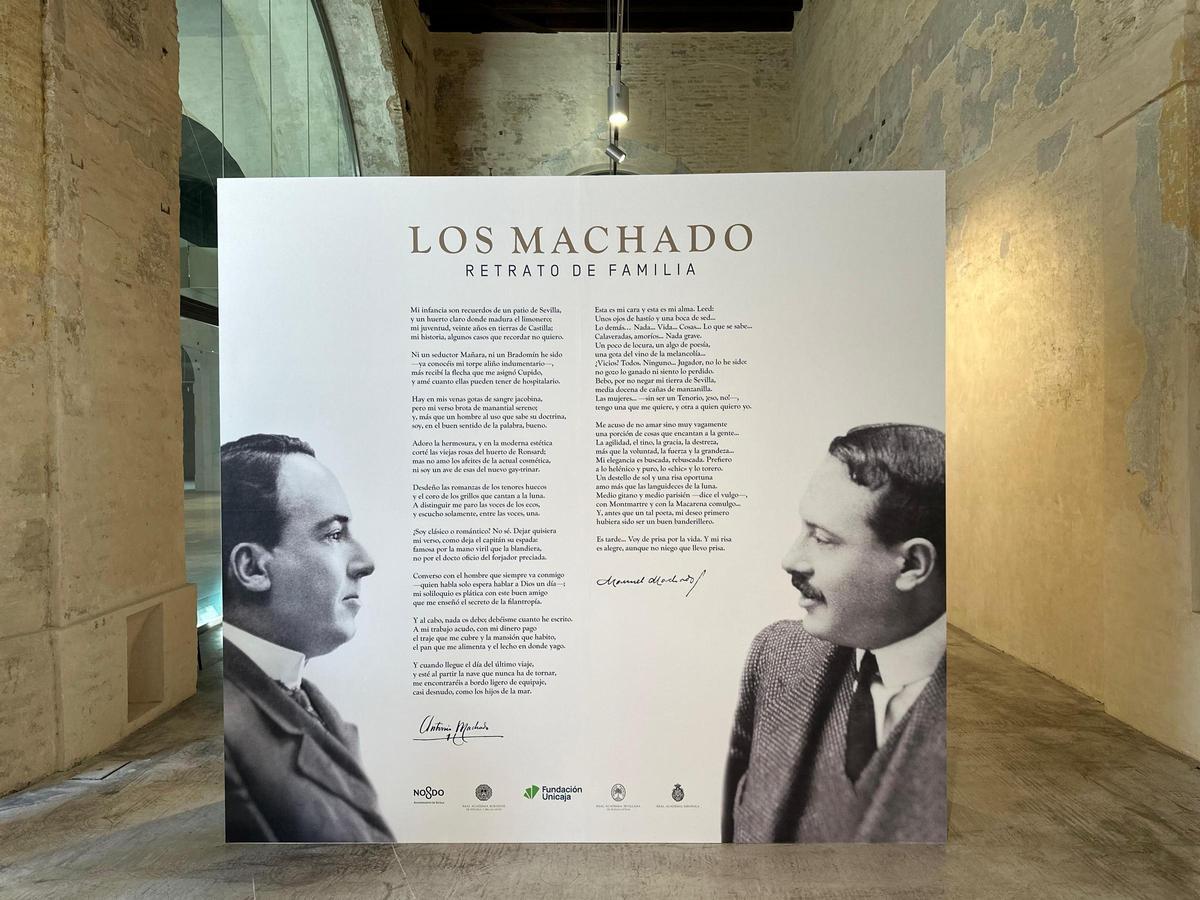 LOS MACHADO
RETRATO DE FAMILIA
Mi infancia son recuerdos de un patio de Sevilla,
y un huerto claro donde madura el limonero;
mi juventud, veinte años en tierras de Castilla;
mi historia, algunos casos que recordar no quiero.
Ni un seductor Mañara, ni un Bradomín he sido
—ya conocéis mi torpe aliño indumentario—,
más recibí la flecha que me asignó Cupido,
y amé cuanto ellas pueden tener de hospitalario.
Hay en mis venas gotas de sangre jacobina,
pero mi verso brota de manantial sereno;
y, más que un hombre al uso que sabe su doctrina,
soy, en el buen sentido de la palabra, bueno.
Adoro la hermosura, y en la moderna estética
corté las viejas rosas del huerto de Ronsard;
mas no amo los afeites de la actual cosmética,
ni soy un ave de esas del nuevo gay-trinar.
Desdeño las romanzas de los tenores huecos
y el coro de los grillos que cantan a la luna.
A distinguir me paro las voces de los ecos,
y escucho solamente, entre las voces, una.
¿Soy clásico o romántico? No sé. Dejar quisiera
mi verso, como deja el capitán su espada:
famosa por la mano viril que la blandiera,
no por el docto oficio del forjador preciada.
Converso con el hombre que siempre va conmigo
—quien habla solo espera hablar a Dios un día—;
mi soliloquio es plática con este buen amigo
que me enseñó el secreto de la filantropía.
Y al cabo, nada os debo; debéisme cuanto he escrito.
A mi trabajo acudo, con mi dinero pago
el traje que me cubre y la mansión que habito,
el pan que me alimenta y el lecho en donde yago.
Y cuando llegue el día del último viaje,
y esté al partir la nave que nunca ha de tornar,
me encontraréis a bordo ligero de equipaje,
casi desnudo, como los hijos de la mar.
Antonio Machado
Esta es mi cara y esta es mi alma. Leed:
Unos ojos de hastío y una boca de sed...
Lo demás... Nada... Vida... Cosas... Lo que se sabe...
Calaveradas, amoríos... Nada grave.
Un poco de locura, un algo de poesía,
una gota del vino de la melancolía...
¿Vicios? Todos. Ninguno... Jugador, no lo he sido:
no gozo lo ganado ni siento lo perdido.
Bebo, por no negar mi tierra de Sevilla,
media docena de cañas de manzanilla.
Las mujeres... —sin ser un Tenorio, ¡eso, no!—,
tengo una que me quiere, y otra a quien quiero yo.
Me acuso de no amar sino muy vagamente
una porción de cosas que encantan a la gente...
La agilidad, el tino, la gracia, la destreza,
más que la voluntad, la fuerza y la grandeza...
Mi elegancia es buscada, rebuscada. Prefiero
a lo helénico y puro, lo «chic» y lo torero.
Un destello de sol y una risa oportuna
amo más que las languideces de la luna.
Medio gitano y medio parisién —dice el vulgo—,
con Montmartre y con la Macarena comulgo...
Y, antes que un tal poeta, mi deseo primero
hubiera sido ser un buen banderillero.
Es tarde... Voy de prisa por la vida. Y mi risa
es alegre, aunque no niego que llevo prisa.
Manuel Machado
NO8DO
Fundación
Unicaja
REAL ACADEMIA SEVILLANA
REAL ACADEMIA ESPAÑOLA